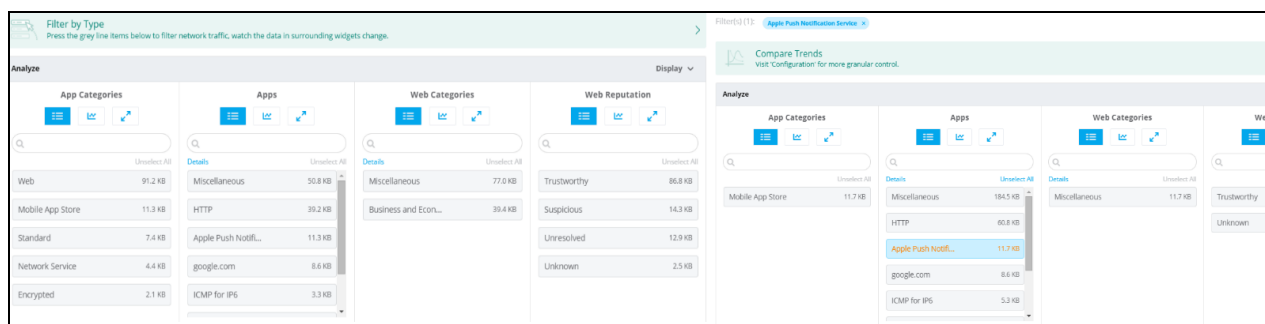 Filter by Type
Press the grey line items below to filter network traffic, watch the data in surrounding widgets change.
Analyze
Display
App Categories
Unselect All
Web 91.2 KB
Mobile App Store 11.3 KB
Standard 7.4 KB
Network Service 4.4 KB
Encrypted 2.1 KB
Apps
Details Unselect All
Miscellaneous 50.8 KB
HTTP 39.2 KB
Apple Push Notifi... 11.3 KB
google.com 8.6 KB
ICMP for IP6 3.3 KB
Web Categories
Details Unselect All
Miscellaneous 77.0 KB
Business and Econ... 39.4 KB
Web Reputation
Unselect All
Trustworthy 86.8 KB
Suspicious 14.3 KB
Unresolved 12.9 KB
Unknown 2.5 KB
Filter(s) (1): Apple Push Notification Service ×
Compare Trends
Visit 'Configuration' for more granular control.
Analyze
App Categories
Unselect All
Mobile App Store 11.7 KB
Apps
Details Unselect All
Miscellaneous 184.5 KB
HTTP 60.8 KB
Apple Push Notifi... 11.7 KB
google.com 8.6 KB
ICMP for IP6 5.3 KB
Web Categories
Details Unselect All
Miscellaneous 11.7 KB
We
Trustworthy
Unknown